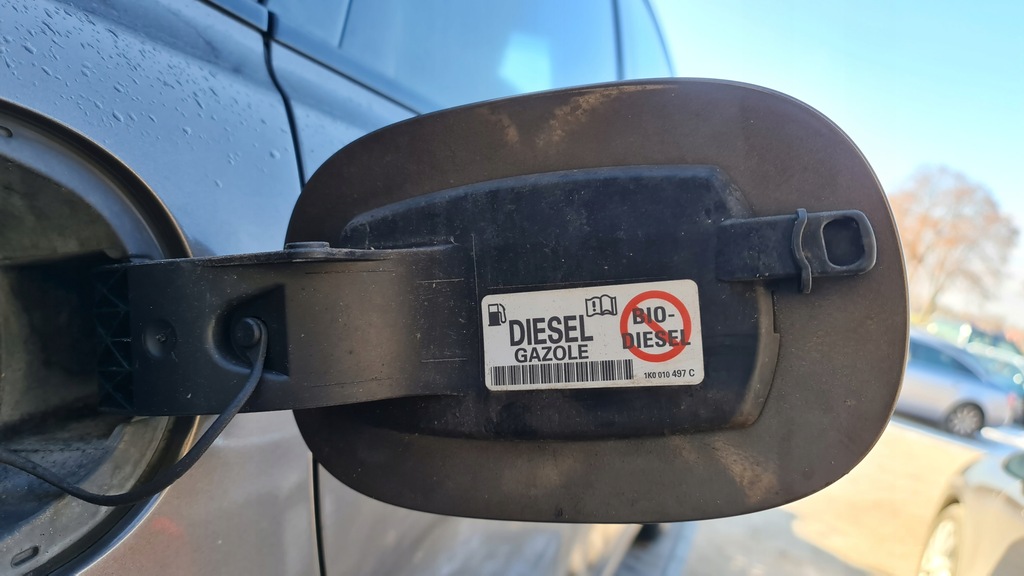 DIESEL
GAZOLE
BIO-
DIESEL
1K0 010 497 C